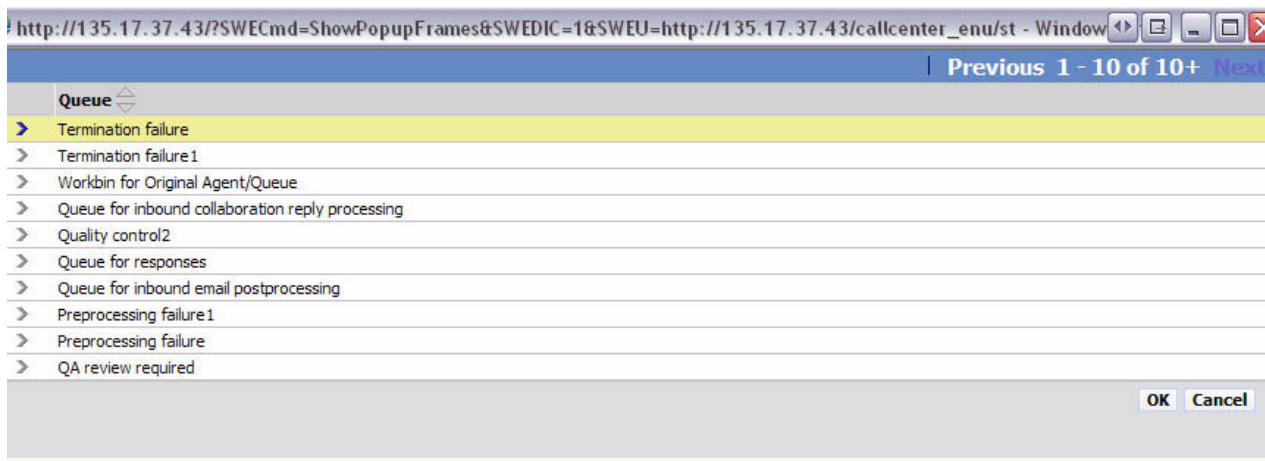 http://135.17.37.43/?SWECmd=ShowPopupFrames&SWEDIC=1&SWEU=http://135.17.37.43/callcenter_enu/st - Window
Previous 1 - 10 of 10+ Next
Queue
Termination failure
Termination failure1
Workbin for Original Agent/Queue
Queue for inbound collaboration reply processing
Quality control2
Queue for responses
Queue for inbound email postprocessing
Preprocessing failure1
Preprocessing failure
QA review required
OK Cancel